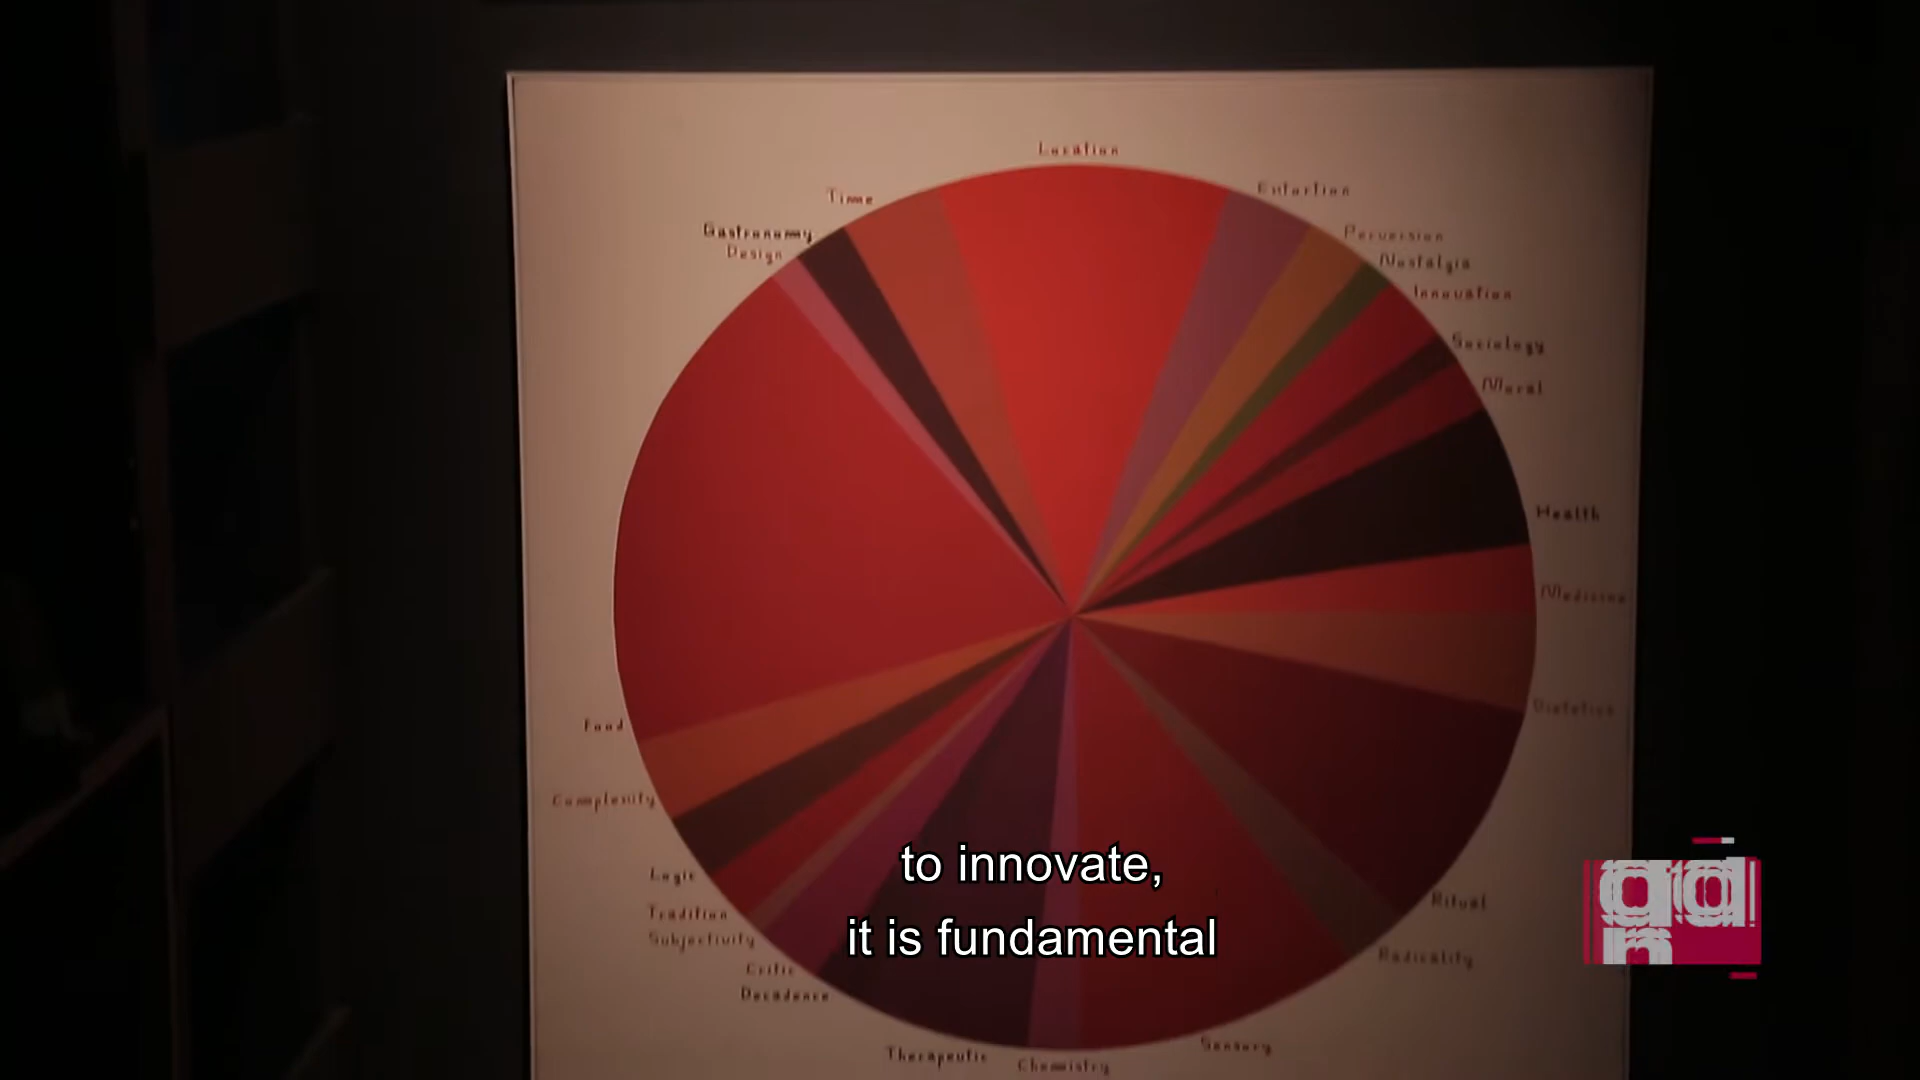 Location
Time
Gastronomy
Design
Perversion
Nostalgia
Innovation
Sociology
Moral
Health
Medicine
Dietetics
Food
Complexity
Logic
Tradition
Subjectivity
Critic
Decadence
Ritual
Radicality
Sensory
Therapeutic
Chemistry
to innovate,
it is fundamental